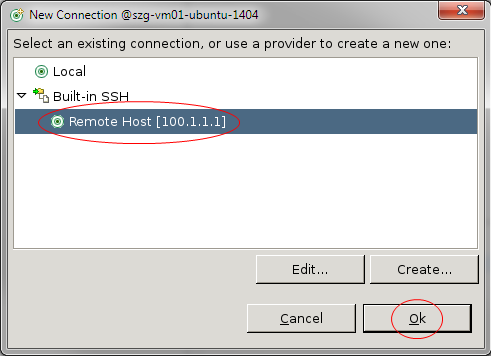 New Connection @szg-vm01-ubuntu-1404
Select an existing connection, or use a provider to create a new one:
Local
Built-in SSH
Remote Host [100.1.1.1]
Edit... Create...
Cancel Ok